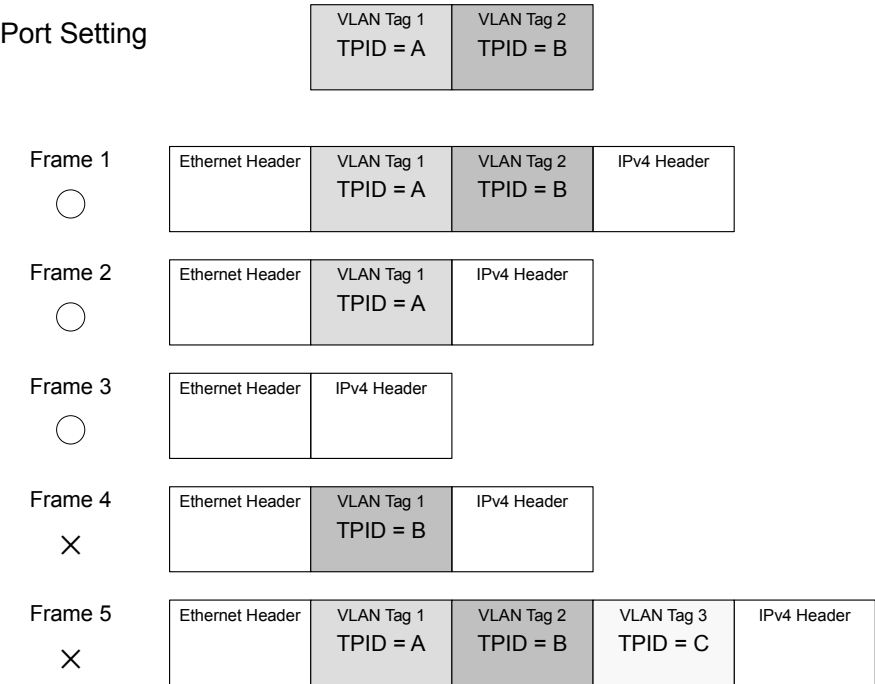 Port Setting
VLAN Tag 1 VLAN Tag 2
TPID = A TPID = B
Frame 1
Ethernet Header VLAN Tag 1 VLAN Tag 2 IPv4 Header
TPID = A TPID = B
Frame 2
Ethernet Header VLAN Tag 1 IPv4 Header
TPID = A
Frame 3
Ethernet Header IPv4 Header
Frame 4
Ethernet Header VLAN Tag 1 IPv4 Header
TPID = B
Frame 5
Ethernet Header VLAN Tag 1 VLAN Tag 2 VLAN Tag 3 IPv4 Header
TPID = A TPID = B TPID = C